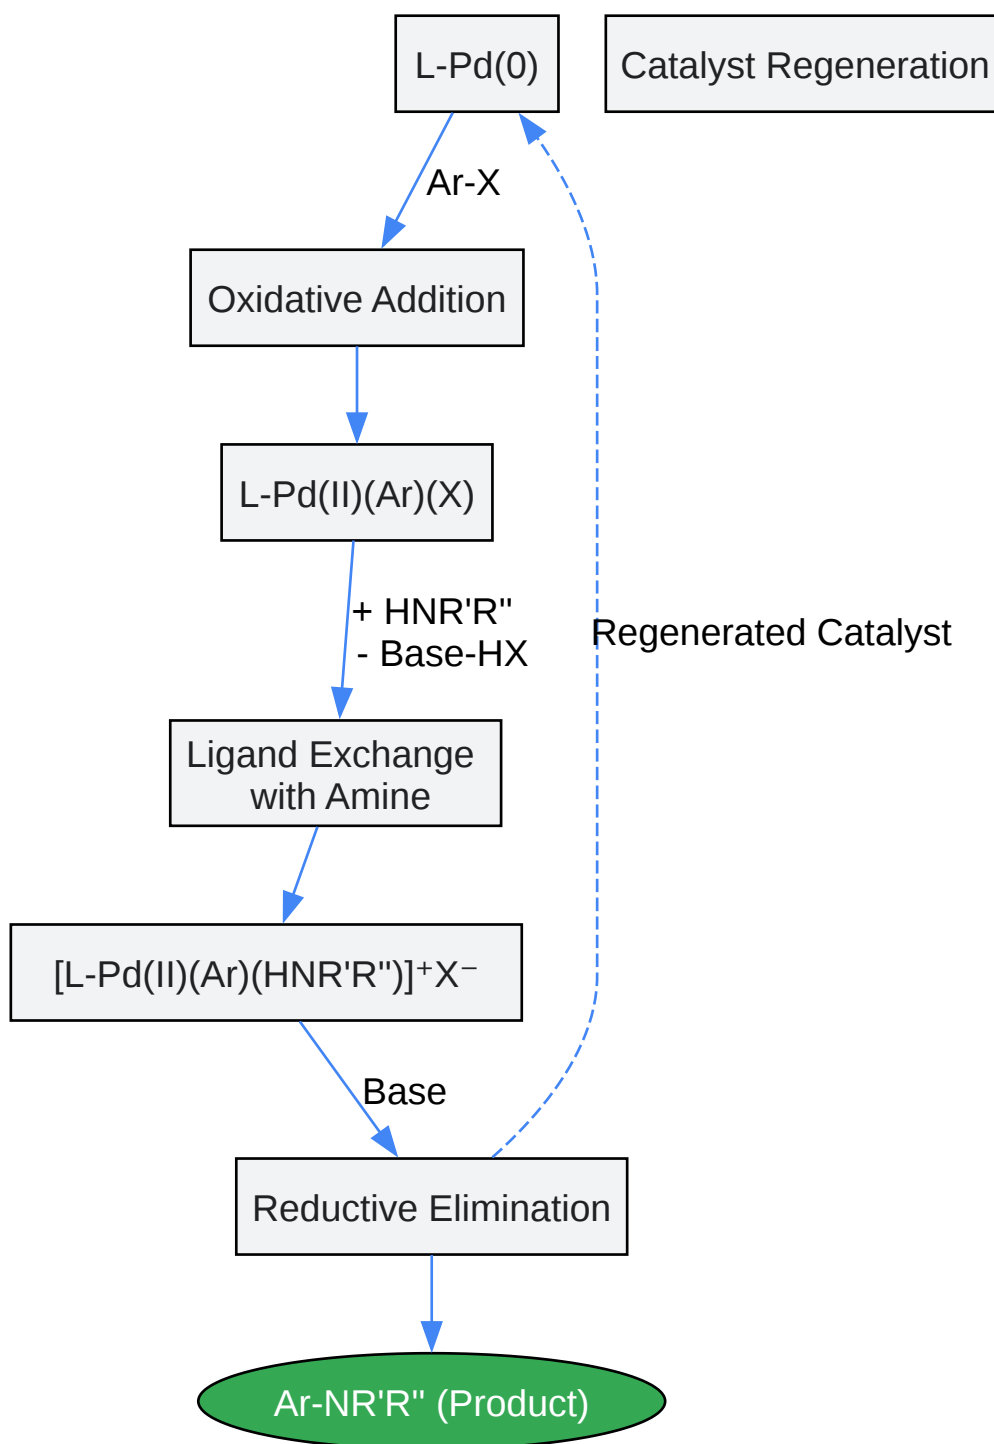 L-Pd(0)
Catalyst Regeneration
Ar-X
Oxidative Addition
L-Pd(II)(Ar)(X)
+ HNR'R"
- Base-HX
Regenerated Catalyst
Ligand Exchange
with Amine
[L-Pd(II)(Ar)(HNR'R")]⁺X⁻
Base
Reductive Elimination
Ar-NR'R" (Product)